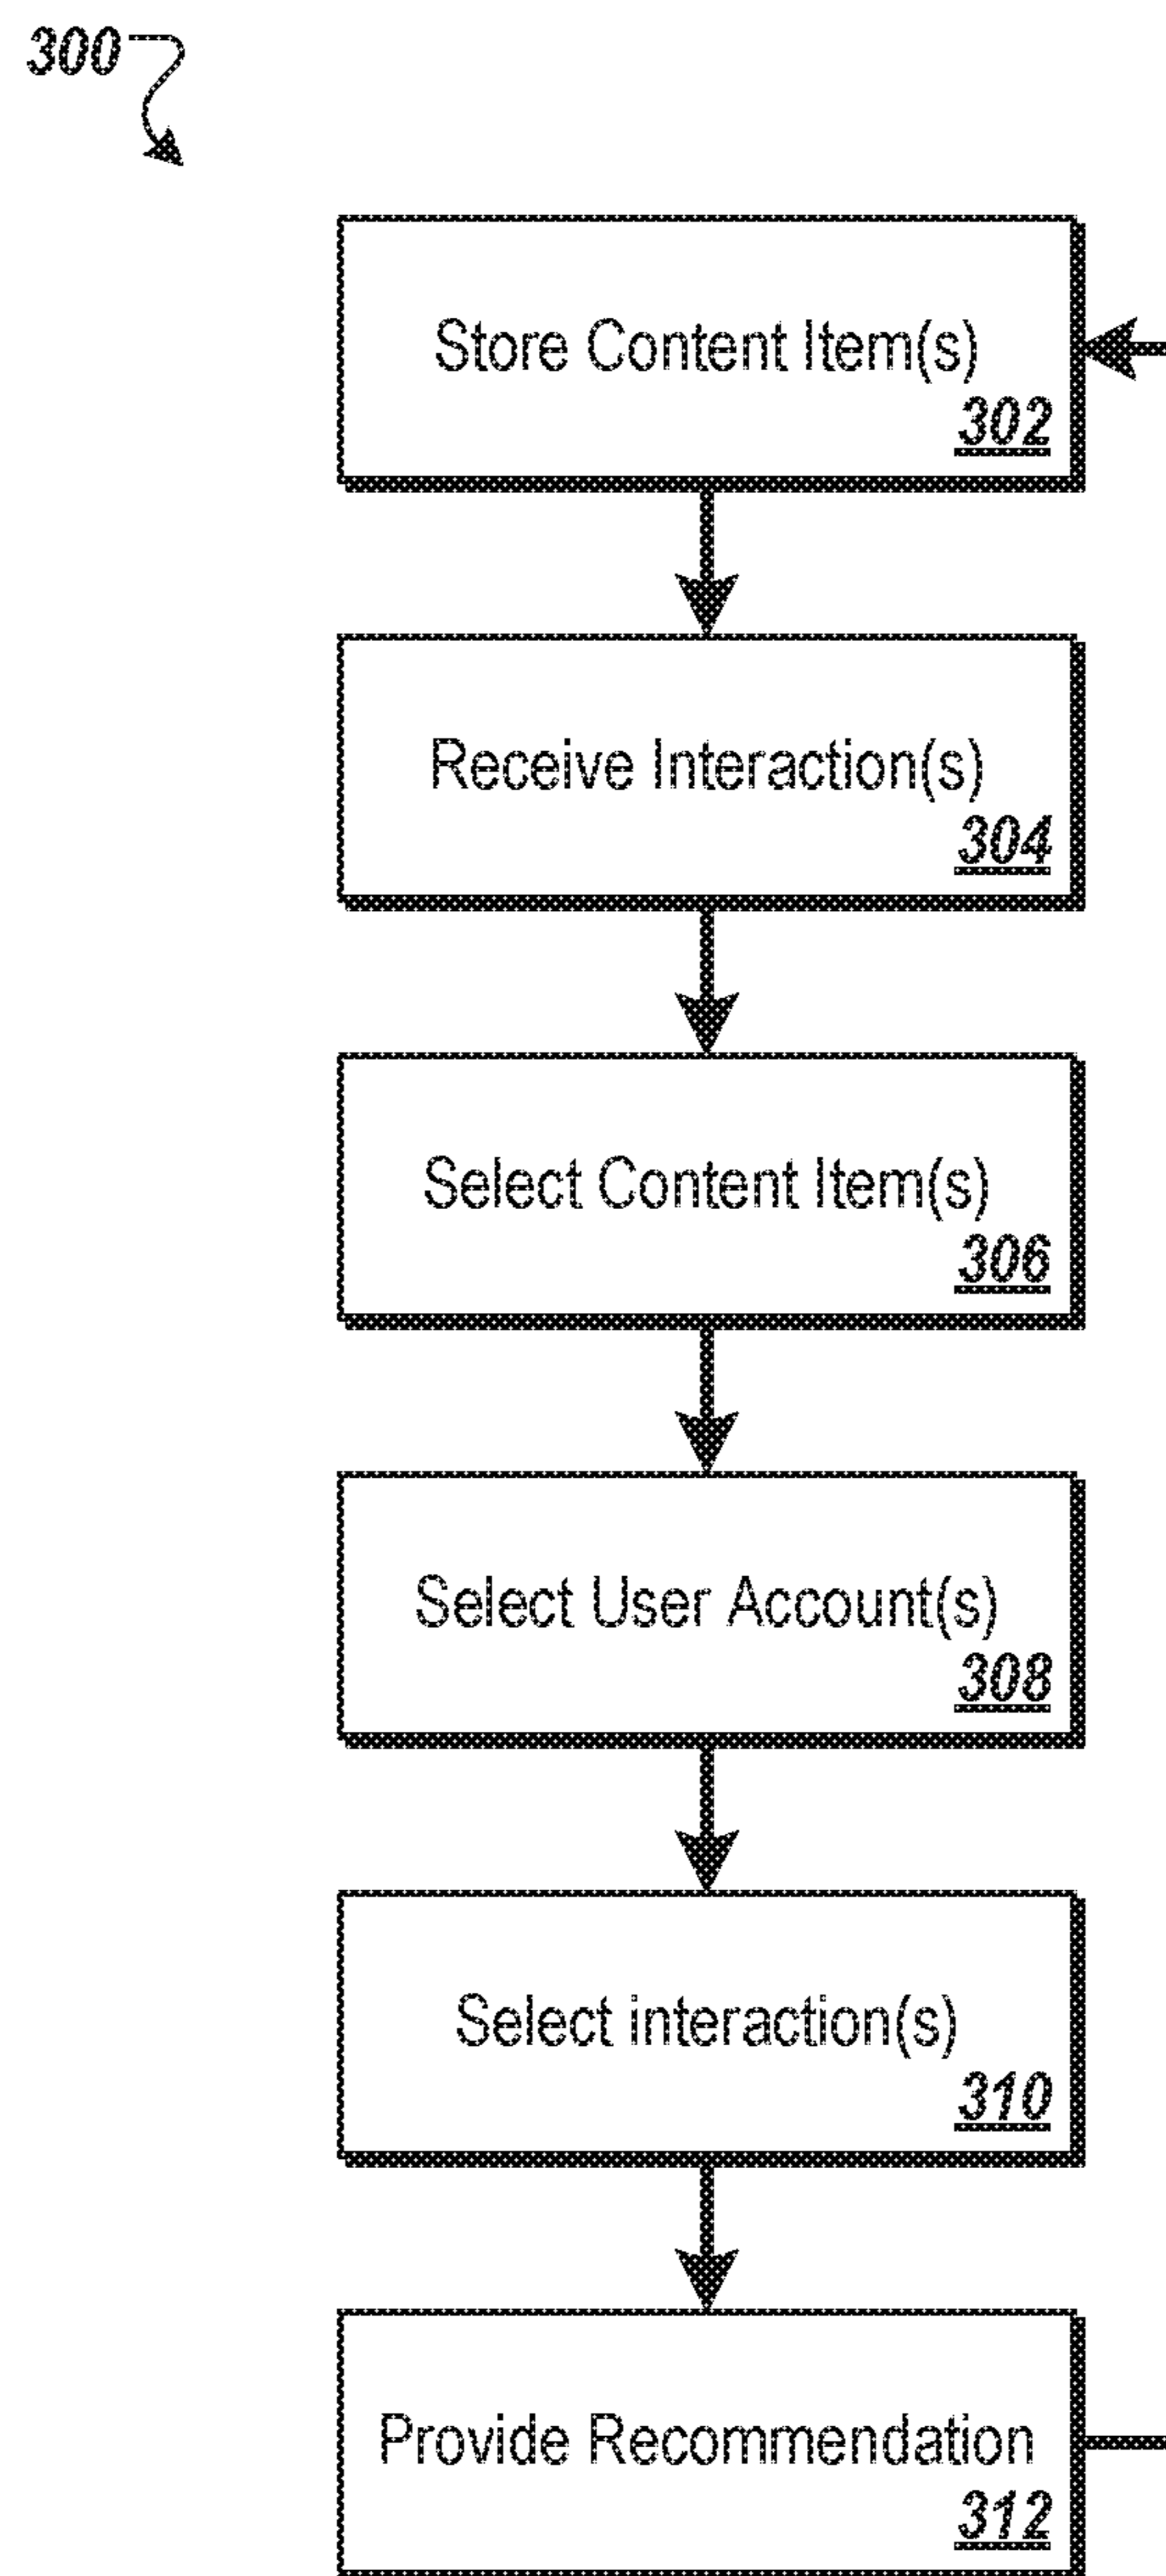 300
Store Content Item(s)
302
Receive Interaction(s)
304
Select Content Item(s)
306
Select User Account(s)
308
Select interaction(s)
310
Provide Recommendation
312